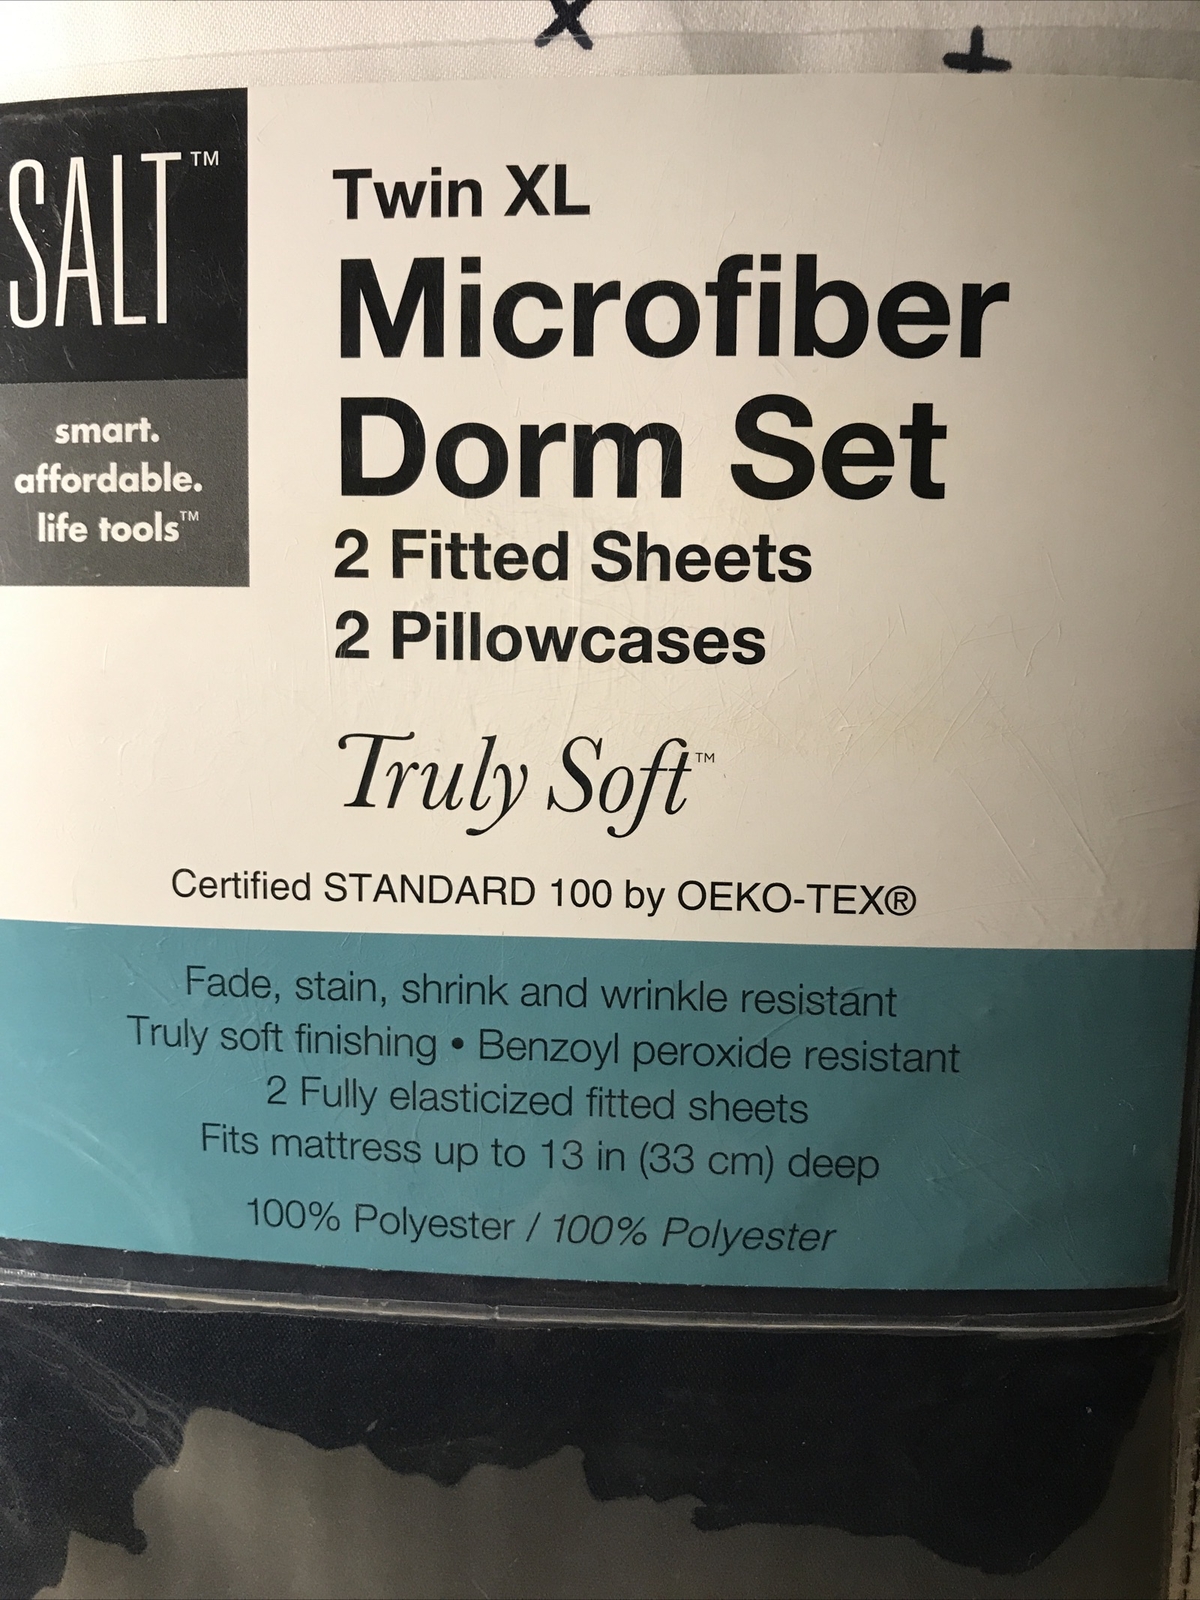 SALT™
smart.
affordable.
life tools™
Twin XL
Microfiber
Dorm Set
2 Fitted Sheets
2 Pillowcases
Truly Soft™
Certified STANDARD 100 by OEKO-TEX®
Fade, stain, shrink and wrinkle resistant
Truly soft finishing • Benzoyl peroxide resistant
2 Fully elasticized fitted sheets
Fits mattress up to 13 in (33 cm) deep
100% Polyester / 100% Polyester